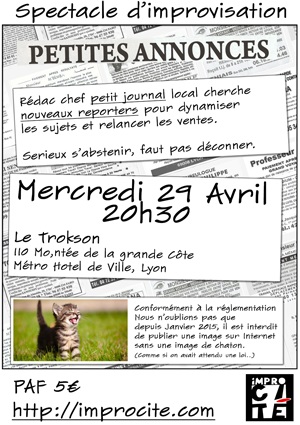 Spectacle d'improvisation
PETITES ANNONCES
Rédac chef petit journal local cherche
nouveaux reporters pour dynamiser
les sujets et relancer les ventes.
Serieux s'abstenir, faut pas déconner.
Mercredi 29 Avril
20h30
Le Trokson
110 Mo,ntée de la grande Côte
Métro Hotel de Ville, Lyon
Conformément à la réglementation
Nous n'oublions pas que
depuis Janvier 2015, il est interdit
de publier une image sur Internet
sans une image de chaton.
(Comme si on avait attendu une loi...)
PAF 5€
http://improcite.com
IMPRO
CITE